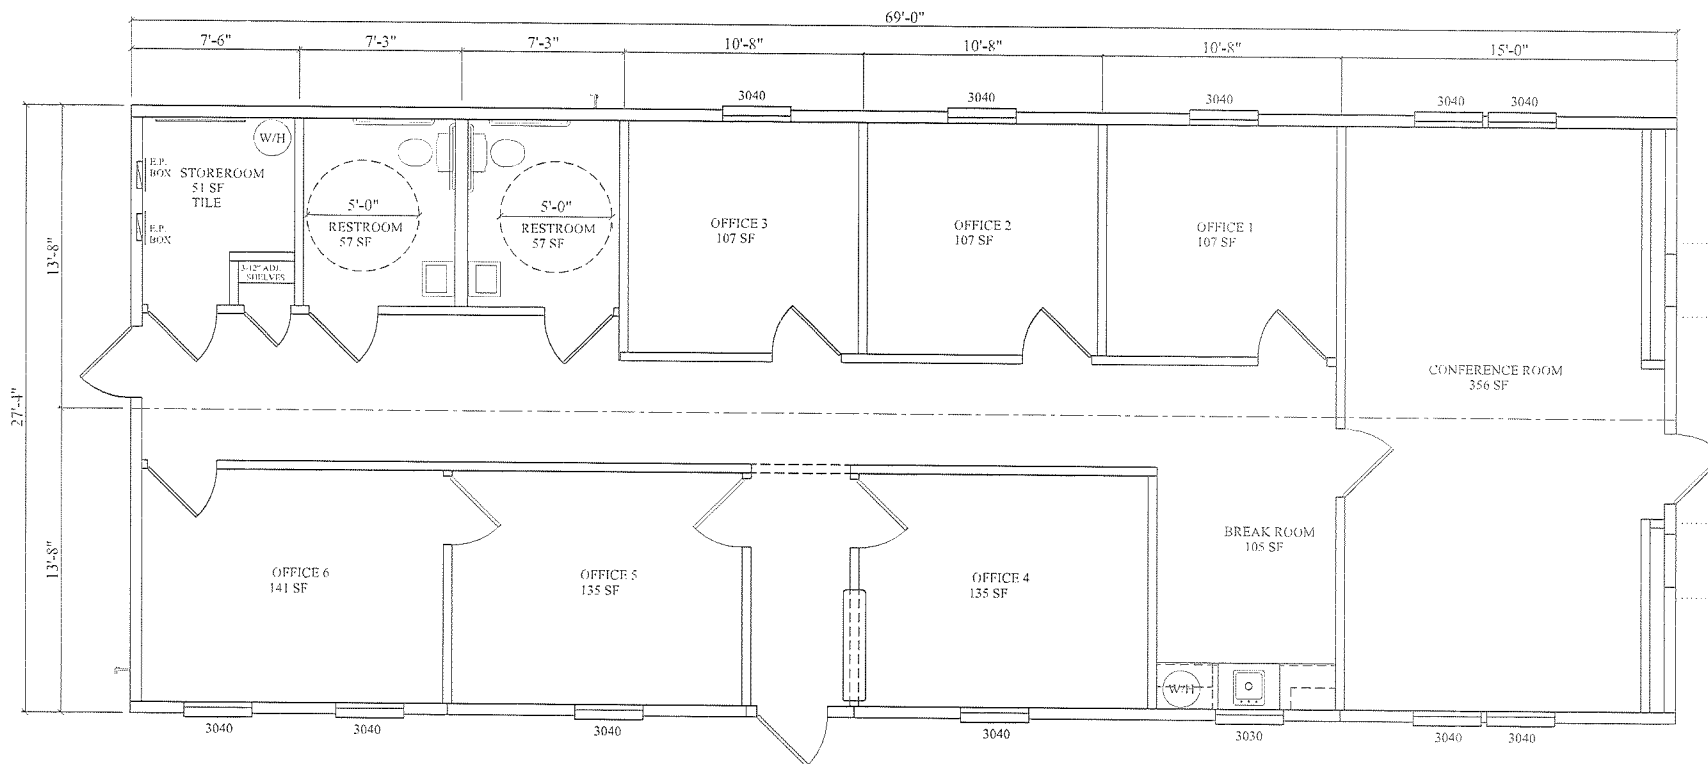 69'-0"
7'-6"
7'-3"
7'-3"
10'-8"
10'-8"
10'-8"
15'-0"
3040
3040
3040
3040
3040
W/H
E.P.
BOX
STOREROOM
51 SF
TILE
E.P.
BOX
3-12" ADJ.
SHELVES
5'-0"
RESTROOM
57 SF
5'-0"
RESTROOM
57 SF
OFFICE 3
107 SF
OFFICE 2
107 SF
OFFICE 1
107 SF
13'-8"
27'-4"
CONFERENCE ROOM
356 SF
13'-8"
OFFICE 6
141 SF
OFFICE 5
135 SF
OFFICE 4
135 SF
BREAK ROOM
105 SF
W/H
3040
3040
3040
3040
3030
3040
3040